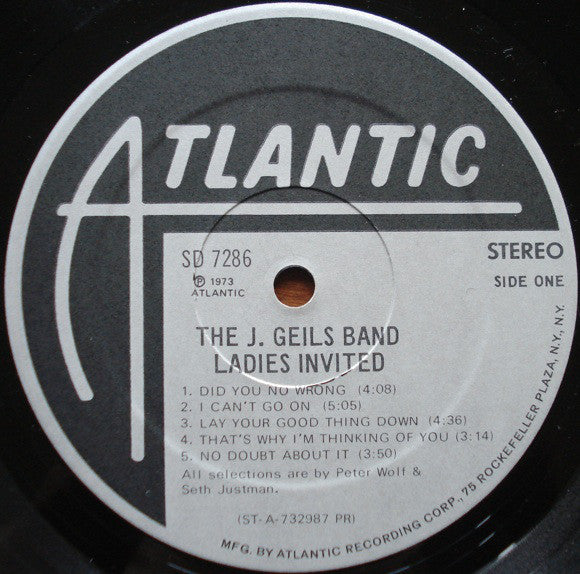 ATLANTIC
SD 7286
STEREO
℗ 1973
ATLANTIC
SIDE ONE
THE J. GEILS BAND
LADIES INVITED
1. DID YOU NO WRONG (4:08)
2. I CAN'T GO ON (5:05)
3. LAY YOUR GOOD THING DOWN (4:36)
4. THAT'S WHY I'M THINKING OF YOU (3:14)
5. NO DOUBT ABOUT IT (3:50)
All selections are by Peter Wolf &
Seth Justman.
(ST-A-732987 PR)
MFG. BY ATLANTIC RECORDING CORP., 75 ROCKEFELLER PLAZA, N.Y., N.Y.